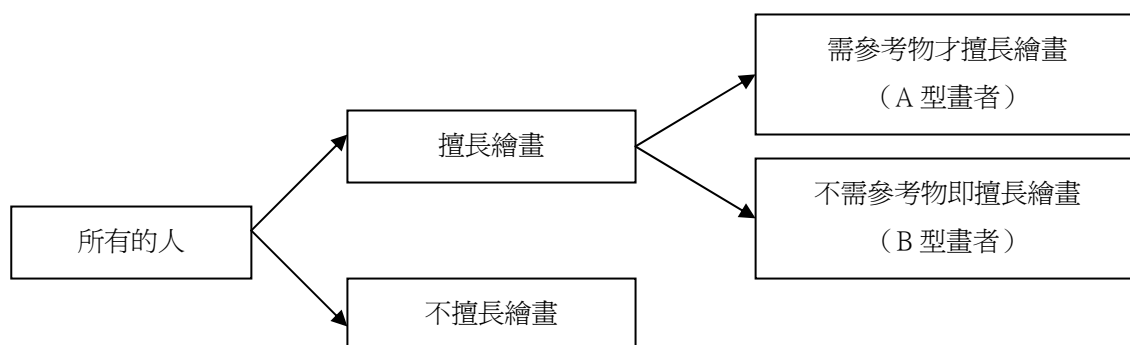 所有的人
擅長繪畫
不擅長繪畫
需參考物才擅長繪畫
（A 型畫者）
不需參考物即擅長繪畫
（B 型畫者）